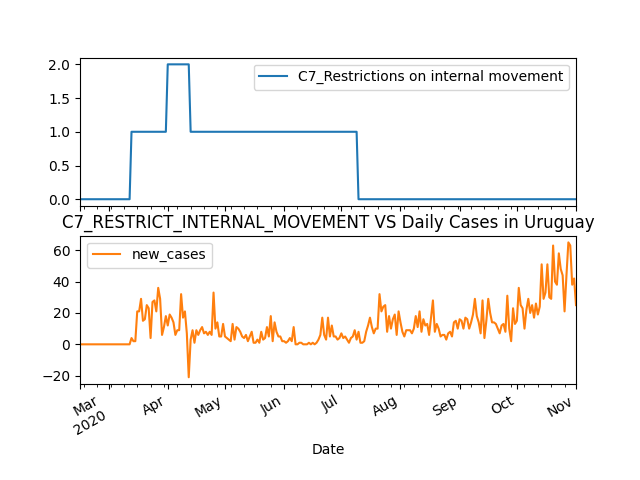 2.0
1.5
1.0
0.5
0.0
C7_Restrictions on internal movement
C7_RESTRICT_INTERNAL_MOVEMENT VS Daily Cases in Uruguay
60
40
20
0
−20
new_cases
Mar
2020
Apr
May
Jun
Jul
Aug
Sep
Oct
Nov
Date